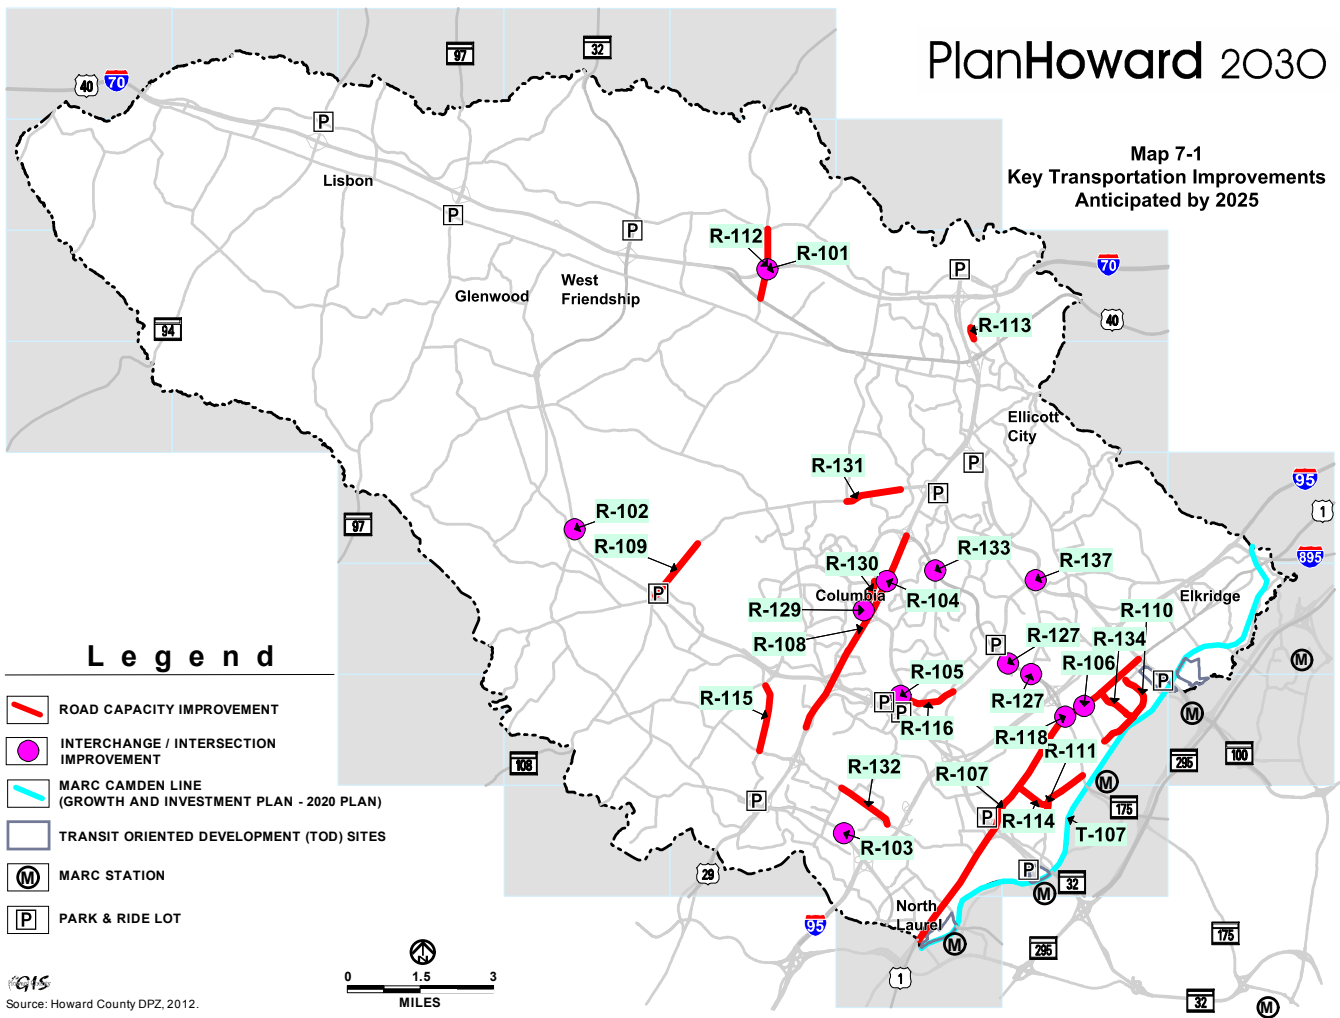 PlanHoward 2030
Map 7-1
Key Transportation Improvements
Anticipated by 2025
97
32
40
70
P
Lisbon
P
P
R-112
R-101
P
70
West
Friendship
Glenwood
94
40
R-113
Ellicott
City
P
R-131
P
95
1
97
R-102
R-109
P
R-130
R-133
R-137
895
Columbia
R-104
R-129
R-108
Elkridge
R-110
R-127
R-134
P
R-106
M
R-105
P
R-127
R-115
P
P
R-116
M
R-118
R-111
108
295
100
R-132
R-107
M
175
P
P
R-114
T-107
R-103
29
P
32
M
North
Laurel
95
M
295
175
1
32
M
Legend
ROAD CAPACITY IMPROVEMENT
INTERCHANGE / INTERSECTION
IMPROVEMENT
MARC CAMDEN LINE
(GROWTH AND INVESTMENT PLAN - 2020 PLAN)
TRANSIT ORIENTED DEVELOPMENT (TOD) SITES
M MARC STATION
P PARK & RIDE LOT
N
0 1.5 3
MILES
GIS
Source: Howard County DPZ, 2012.